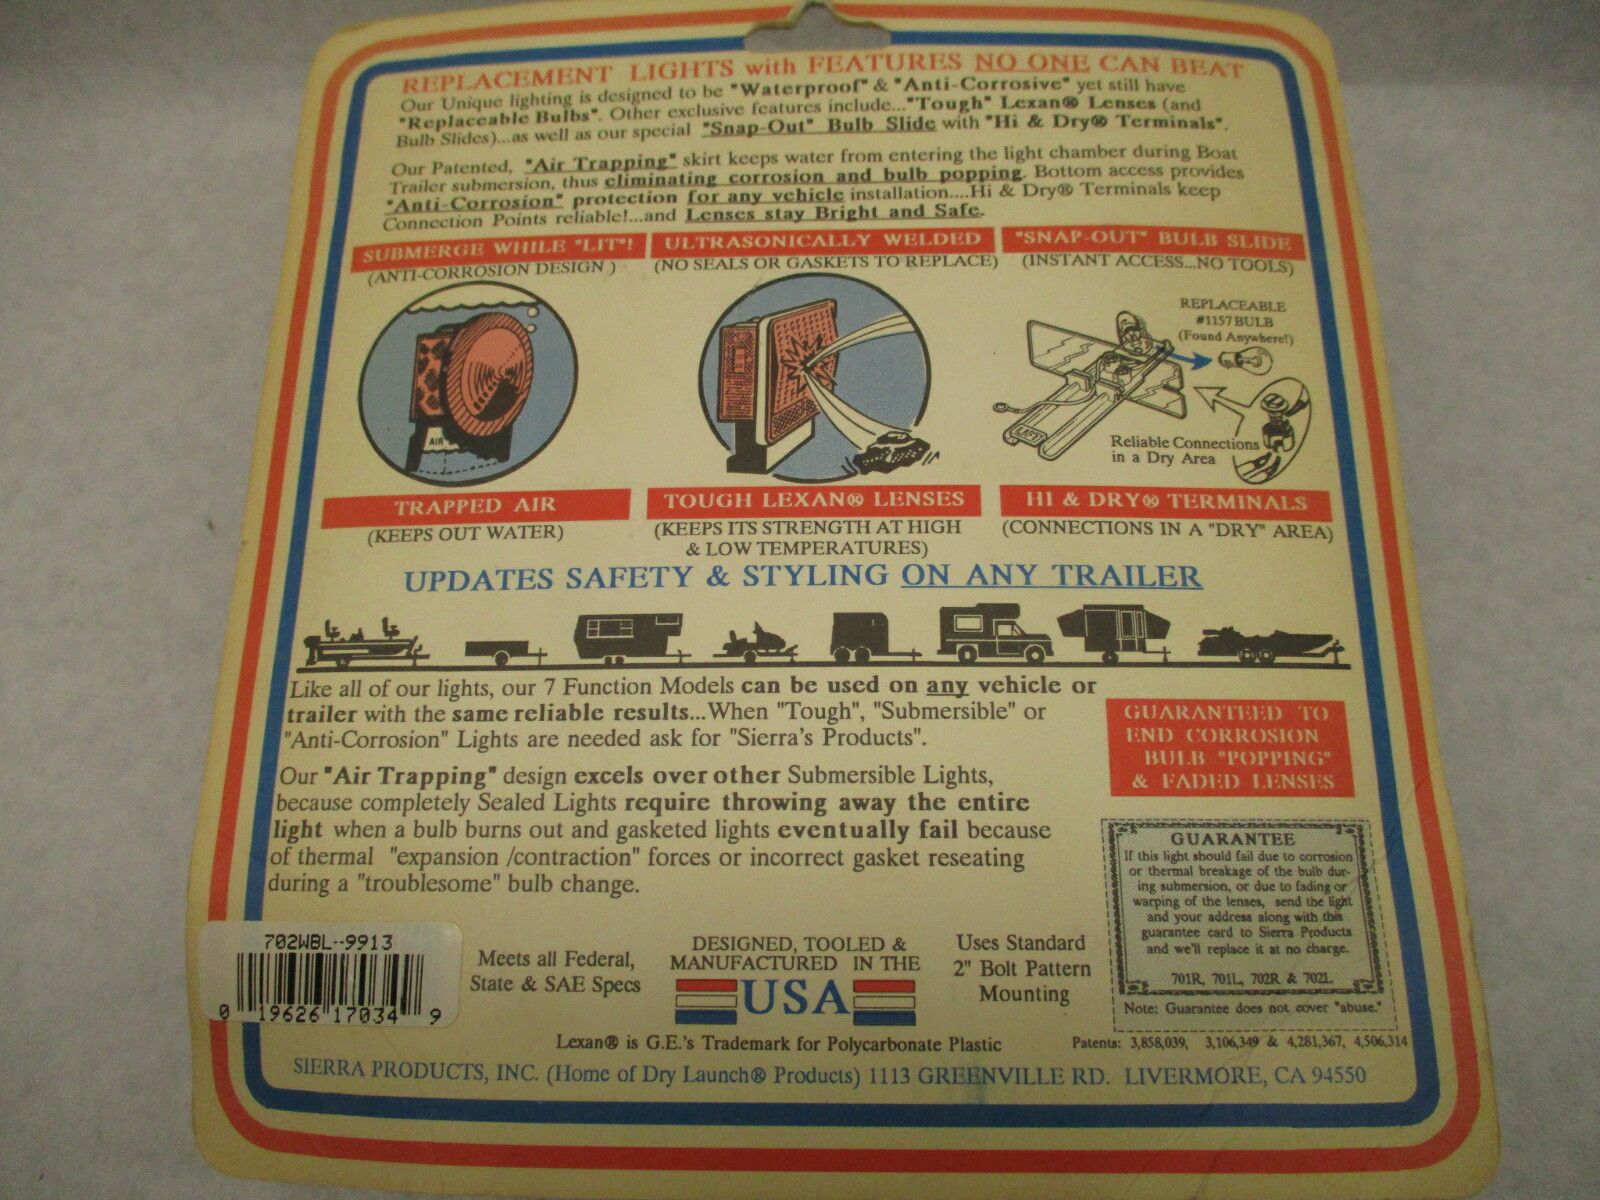 REPLACEMENT LIGHTS with FEATURES NO ONE CAN BEAT
Our Unique lighting is designed to be "Waterproof" & "Anti-Corrosive" yet still have
"Replaceable Bulbs". Other exclusive features include..."Tough" Lexan® Lenses (and
Bulb Slides)...as well as our special "Snap-Out" Bulb Slide with "Hi & Dry® Terminals".
Our Patented, "Air Trapping" skirt keeps water from entering the light chamber during Boat
Trailer submersion, thus eliminating corrosion and bulb popping. Bottom access provides
"Anti-Corrosion" protection for any vehicle installation....Hi & Dry® Terminals keep
Connection Points reliable!...and Lenses stay Bright and Safe.
SUBMERGE WHILE "LIT"!
(ANTI-CORROSION DESIGN )
AIR
TRAPPED AIR
(KEEPS OUT WATER)
ULTRASONICALLY WELDED
(NO SEALS OR GASKETS TO REPLACE)
TOUGH LEXAN® LENSES
(KEEPS ITS STRENGTH AT HIGH
& LOW TEMPERATURES)
"SNAP-OUT" BULB SLIDE
(INSTANT ACCESS...NO TOOLS)
REPLACEABLE
#1157 BULB
(Found Anywhere!)
Reliable Connections
in a Dry Area
HI & DRY® TERMINALS
(CONNECTIONS IN A "DRY" AREA)
UPDATES SAFETY & STYLING ON ANY TRAILER
Like all of our lights, our 7 Function Models can be used on any vehicle or
trailer with the same reliable results...When "Tough", "Submersible" or
"Anti-Corrosion" Lights are needed ask for "Sierra's Products".
Our "Air Trapping" design excels over other Submersible Lights,
because completely Sealed Lights require throwing away the entire
light when a bulb burns out and gasketed lights eventually fail because
of thermal "expansion /contraction" forces or incorrect gasket reseating
during a "troublesome" bulb change.
GUARANTEED TO
END CORROSION
BULB "POPPING"
& FADED LENSES
GUARANTEE
If this light should fail due to corrosion
or thermal breakage of the bulb dur-
ing submersion, or due to fading or
warping of the lenses, send the light
and your address along with this
guarantee card to Sierra Products
and we'll replace it at no charge.
701R, 701L, 702R & 702L
Note: Guarantee does not cover "abuse."
702WBL--9913
0 19626 17034 9
Meets all Federal,
State & SAE Specs
DESIGNED, TOOLED &
MANUFACTURED IN THE
USA
Uses Standard
2" Bolt Pattern
Mounting
Lexan® is G.E.'s Trademark for Polycarbonate Plastic
Patents: 3,858,039, 3,106,349 & 4,281,367, 4,506,314
SIERRA PRODUCTS, INC. (Home of Dry Launch® Products) 1113 GREENVILLE RD. LIVERMORE, CA 94550